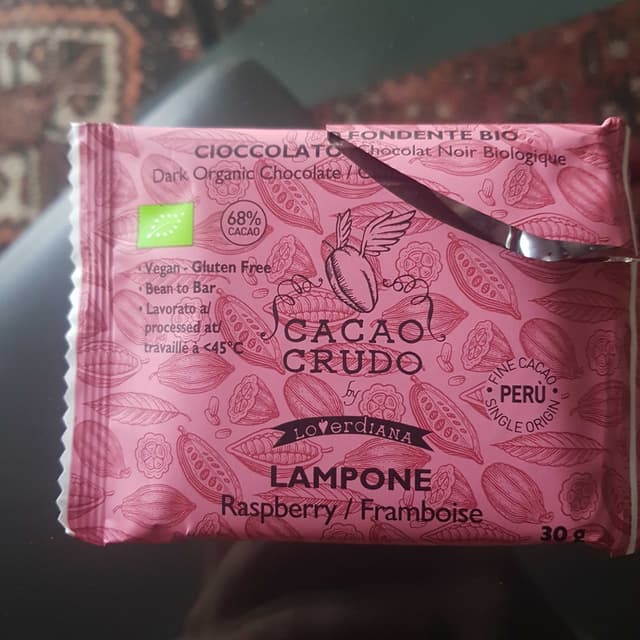 FONDENTE BIO
CIOCCOLATO Chocolat Noir Biologique
Dark Organic Chocolate /
68%
CACAO
• Vegan - Gluten Free
• Bean to Bar
• Lavorato a/
processed at/
travaillé à <45°C
CACAO
CRUDO
by
LOVERDIANA
FINE CACAO
PERÙ
SINGLE ORIGIN
LAMPONE
Raspberry / Framboise
30 g